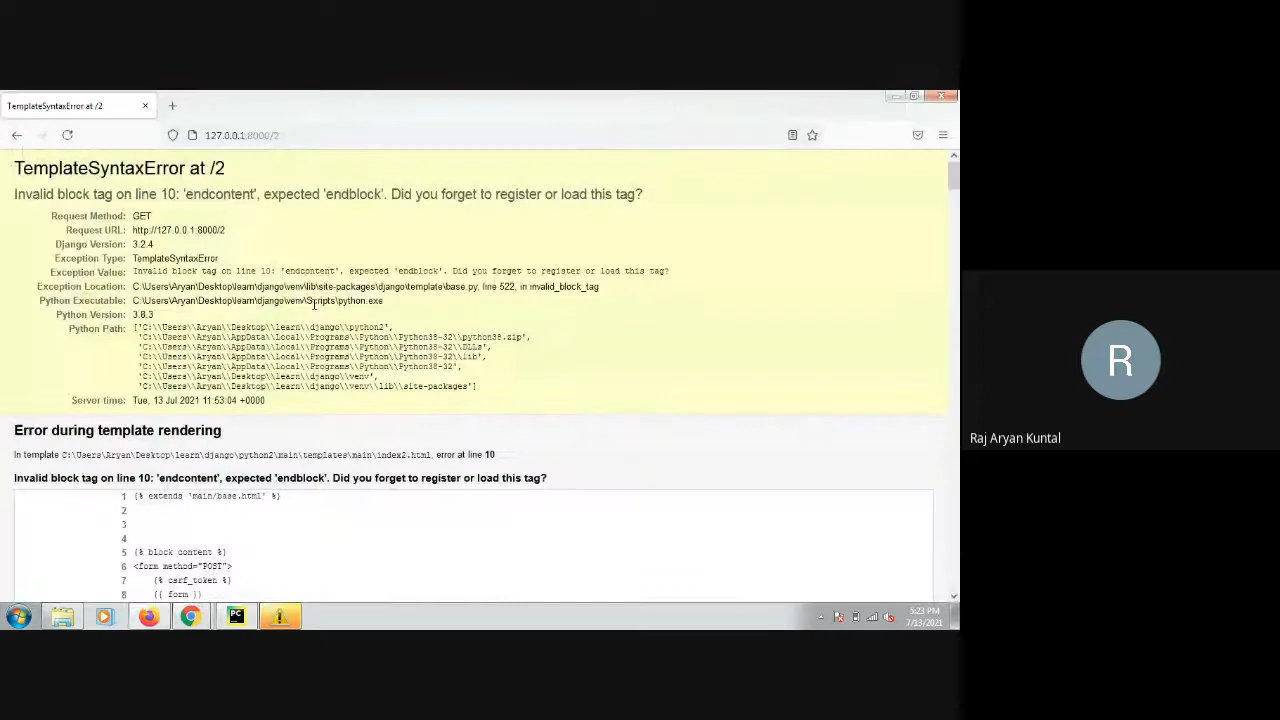 TemplateSyntaxError at /2
127.0.0.1:8000/2
TemplateSyntaxError at /2
Invalid block tag on line 10: 'endcontent', expected 'endblock'. Did you forget to register or load this tag?
Request Method: GET
Request URL: http://127.0.0.1:8000/2
Django Version: 3.2.4
Exception Type: TemplateSyntaxError
Exception Value: Invalid block tag on line 10: 'endcontent', expected 'endblock'. Did you forget to register or load this tag?
Exception Location: C:\Users\Aryan\Desktop\learn\django\venv\lib\site-packages\django\template\base.py, line 522, in invalid_block_tag
Python Executable: C:\Users\Aryan\Desktop\learn\django\venv\Scripts\python.exe
Python Version: 3.8.3
Python Path: ['C:\\Users\\Aryan\\Desktop\\learn\\django\\python2',
'C:\\Users\\Aryan\\AppData\\Local\\Programs\\Python\\Python38-32\\python38.zip',
'C:\\Users\\Aryan\\AppData\\Local\\Programs\\Python\\Python38-32\\DLLs',
'C:\\Users\\Aryan\\AppData\\Local\\Programs\\Python\\Python38-32\\lib',
'C:\\Users\\Aryan\\AppData\\Local\\Programs\\Python\\Python38-32',
'C:\\Users\\Aryan\\Desktop\\learn\\django\\venv',
'C:\\Users\\Aryan\\Desktop\\learn\\django\\venv\\lib\\site-packages']
Server time: Tue, 13 Jul 2021 11:53:04 +0000
Error during template rendering
In template C:\Users\Aryan\Desktop\learn\django\python2\main\templates\main\index2.html, error at line 10
Invalid block tag on line 10: 'endcontent', expected 'endblock'. Did you forget to register or load this tag?
1 {% extends 'main/base.html' %}
2
3
4
5 {% block content %}
6 <form method="POST">
7 {% csrf_token %}
8 {{ form }}
PC
5:23 PM
7/13/2021
R
Raj Aryan Kuntal